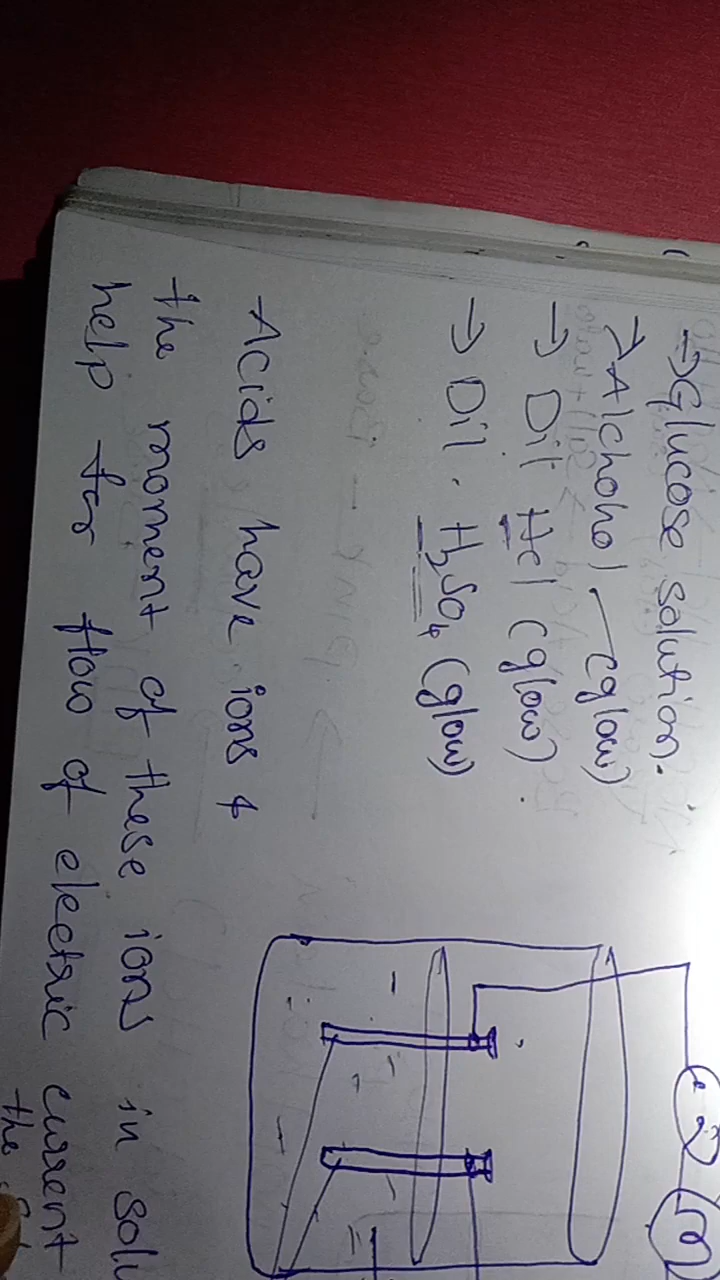 → Glucose solution.
→ Alchohol (glow)
→ Dil Hcl (glow)
→ Dil. H₂SO₄ (glow)
Acids have ions &
the moment of these ions in
help for flow of electric current
the